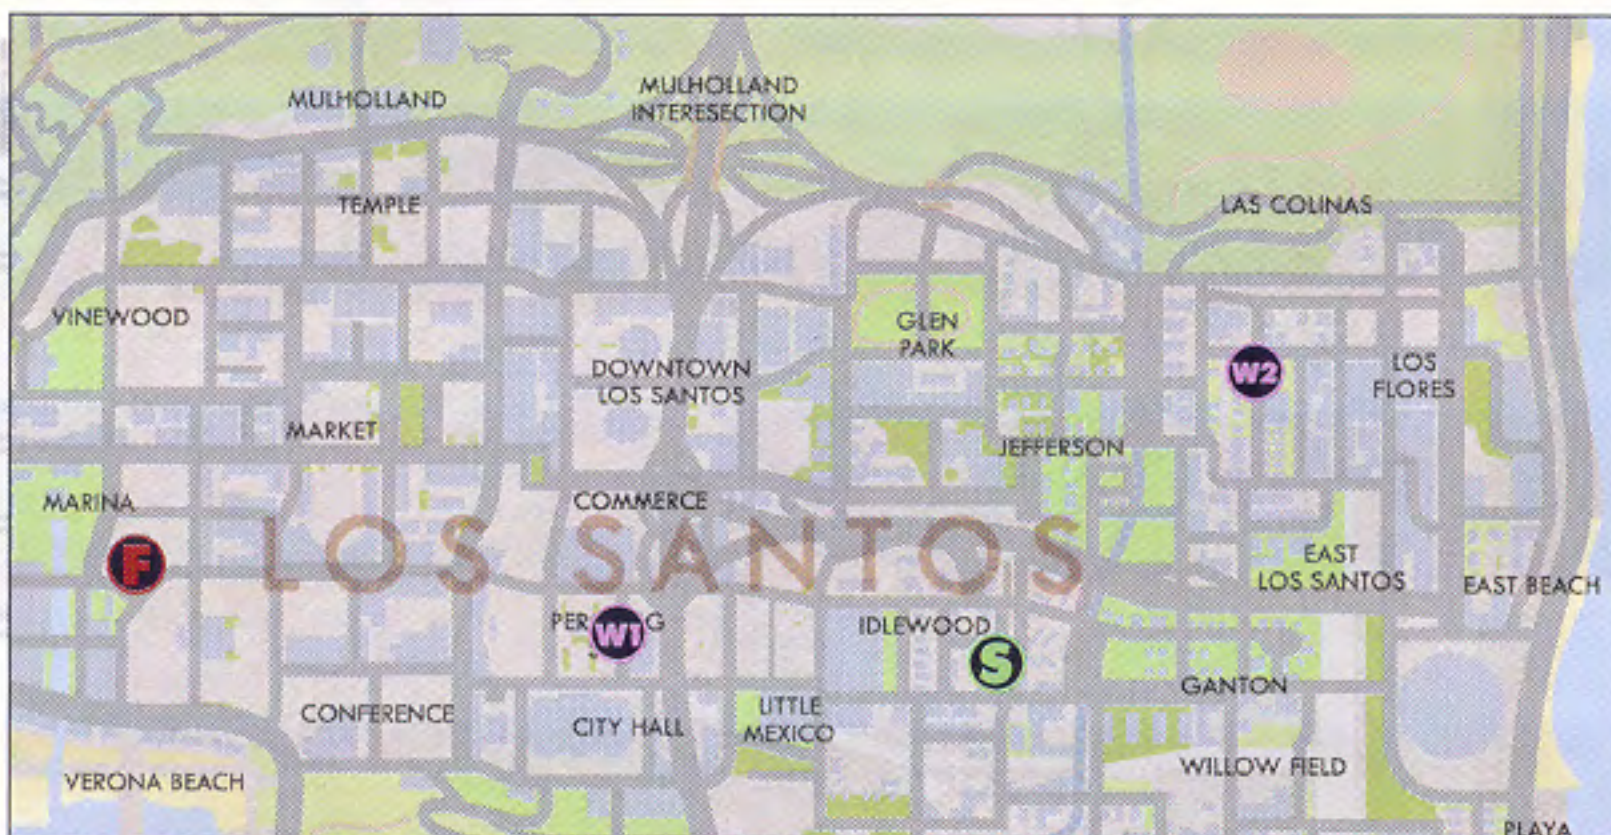 MULHOLLAND
MULHOLLAND
INTERESECTION
TEMPLE
LAS COLINAS
VINEWOOD
GLEN
PARK
DOWNTOWN
LOS SANTOS
W2
LOS
FLORES
MARKET
JEFFERSON
MARINA
COMMERCE
LOS SANTOS
F
EAST
LOS SANTOS
EAST BEACH
PER W1 G
IDLEWOOD
S
GANTON
CONFERENCE
CITY HALL
LITTLE
MEXICO
WILLOW FIELD
VERONA BEACH
PLAYA